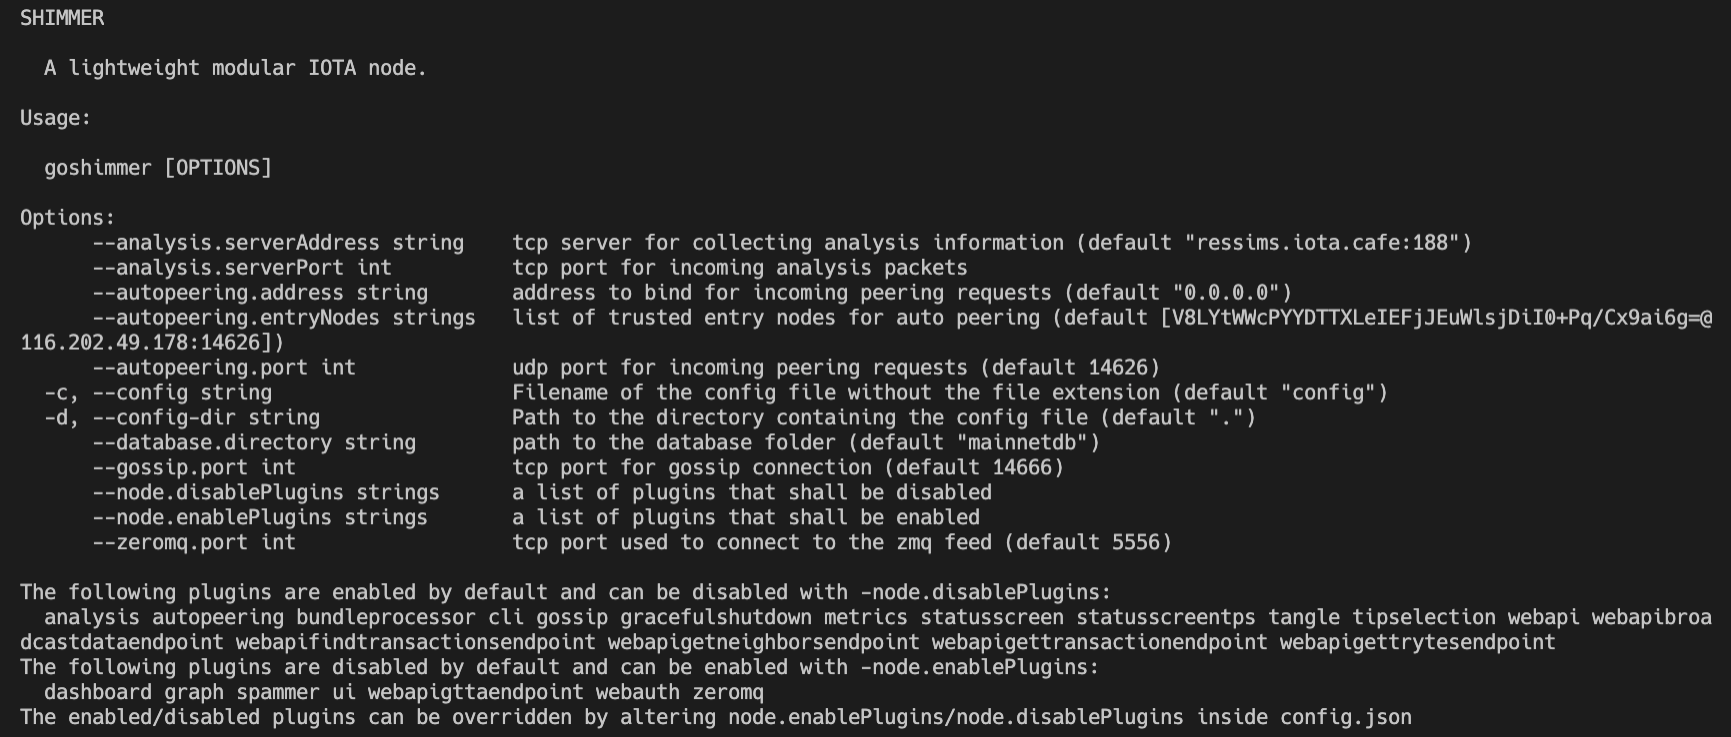 SHIMMER
A lightweight modular IOTA node.
Usage:
goshimmer [OPTIONS]
Options:
--analysis.serverAddress string    tcp server for collecting analysis information (default "ressims.iota.cafe:188")
--analysis.serverPort int          tcp port for incoming analysis packets
--autopeering.address string       address to bind for incoming peering requests (default "0.0.0.0")
--autopeering.entryNodes strings   list of trusted entry nodes for auto peering (default [V8LYtWWcPYYDTTXLeIEFjJEuWlsjDiI0+Pq/Cx9ai6g=@
116.202.49.178:14626])
--autopeering.port int             udp port for incoming peering requests (default 14626)
-c, --config string                    Filename of the config file without the file extension (default "config")
-d, --config-dir string                Path to the directory containing the config file (default ".")
--database.directory string        path to the database folder (default "mainnetdb")
--gossip.port int                  tcp port for gossip connection (default 14666)
--node.disablePlugins strings      a list of plugins that shall be disabled
--node.enablePlugins strings       a list of plugins that shall be enabled
--zeromq.port int                  tcp port used to connect to the zmq feed (default 5556)
The following plugins are enabled by default and can be disabled with -node.disablePlugins:
analysis autopeering bundleprocessor cli gossip gracefulshutdown metrics statusscreen statusscreentps tangle tipselection webapi webapibroa
dcastdataendpoint webapifindtransactionsendpoint webapigetneighborsendpoint webapigettransactionendpoint webapigettrytesendpoint
The following plugins are disabled by default and can be enabled with -node.enablePlugins:
dashboard graph spammer ui webapigttaendpoint webauth zeromq
The enabled/disabled plugins can be overridden by altering node.enablePlugins/node.disablePlugins inside config.json